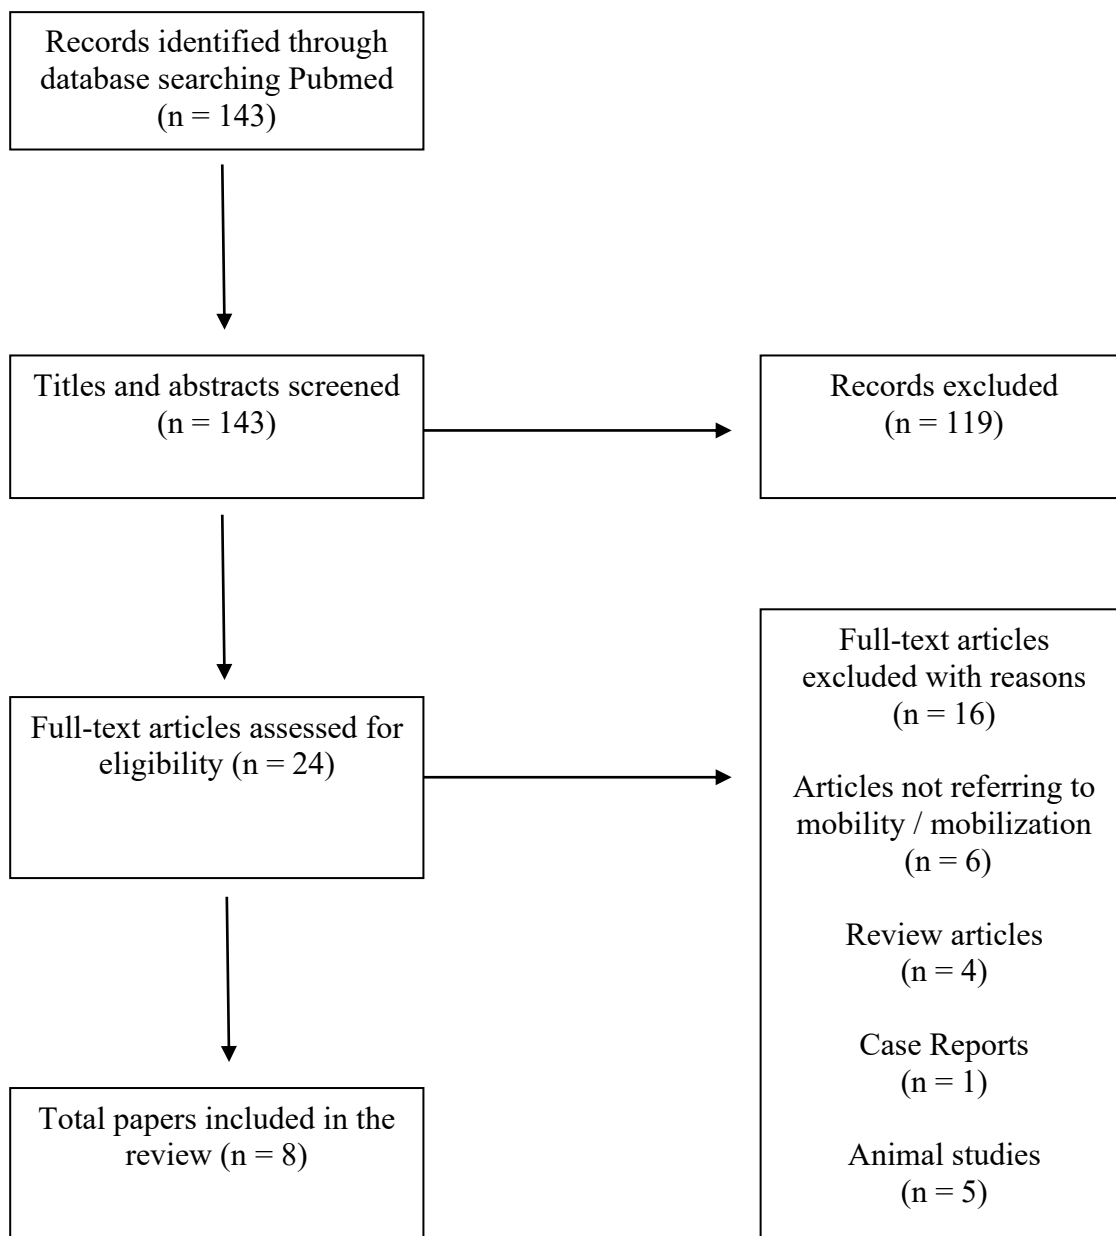 Records identified through
database searching Pubmed
(n = 143)
Titles and abstracts screened
(n = 143)
Records excluded
(n = 119)
Full-text articles assessed for
eligibility (n = 24)
Full-text articles
excluded with reasons
(n = 16)
Articles not referring to
mobility / mobilization
(n = 6)
Review articles
(n = 4)
Case Reports
(n = 1)
Animal studies
(n = 5)
Total papers included in the
review (n = 8)